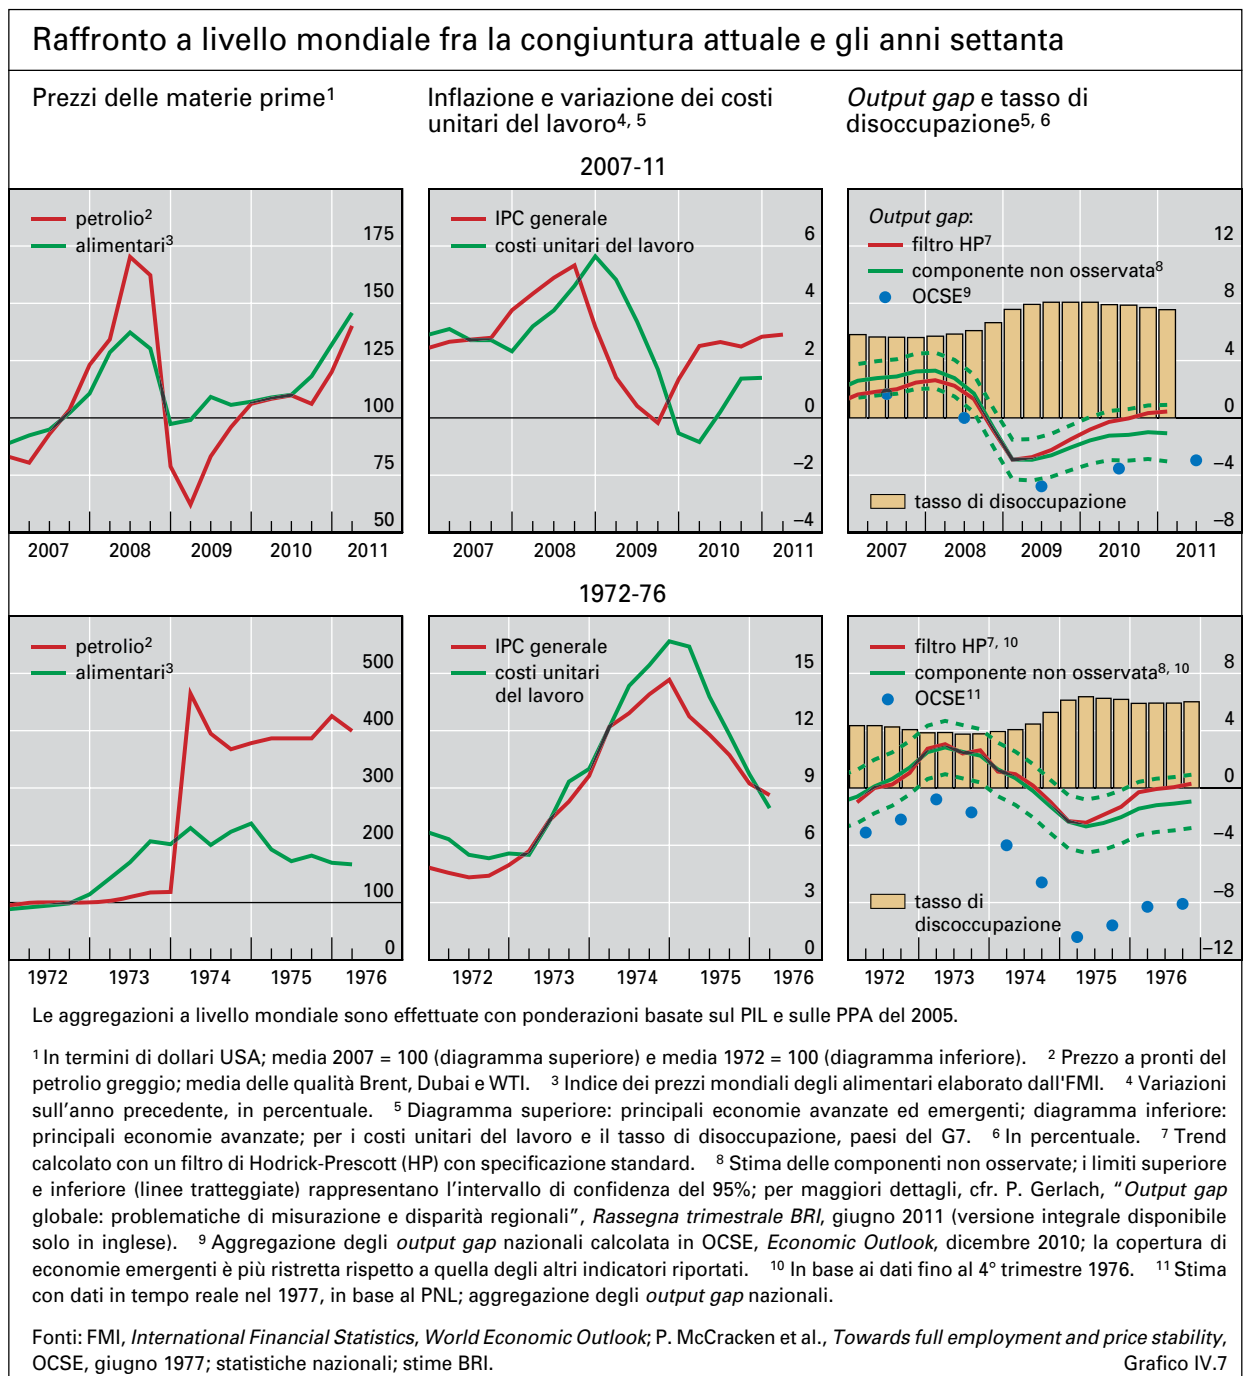 Raffronto a livello mondiale fra la congiuntura attuale e gli anni settanta
Prezzi delle materie prime1
Inflazione e variazione dei costi
unitari del lavoro4, 5
Output gap e tasso di
disoccupazione5, 6
2007-11
petrolio2
alimentari3
175
150
125
100
75
50
2007 2008 2009 2010 2011
IPC generale
costi unitari del lavoro
6
4
2
0
–2
–4
2007 2008 2009 2010 2011
Output gap:
filtro HP7
componente non osservata8
OCSE9
tasso di disoccupazione
12
8
4
0
–4
–8
2007 2008 2009 2010 2011
1972-76
petrolio2
alimentari3
500
400
300
200
100
0
1972 1973 1974 1975 1976
IPC generale
costi unitari
del lavoro
15
12
9
6
3
0
1972 1973 1974 1975 1976
filtro HP7, 10
componente non osservata8, 10
OCSE11
tasso di
discoccupazione
8
4
0
–4
–8
–12
1972 1973 1974 1975 1976
Le aggregazioni a livello mondiale sono effettuate con ponderazioni basate sul PIL e sulle PPA del 2005.
1 In termini di dollari USA; media 2007 = 100 (diagramma superiore) e media 1972 = 100 (diagramma inferiore). 2 Prezzo a pronti del
petrolio greggio; media delle qualità Brent, Dubai e WTI. 3 Indice dei prezzi mondiali degli alimentari elaborato dall'FMI. 4 Variazioni
sull’anno precedente, in percentuale. 5 Diagramma superiore: principali economie avanzate ed emergenti; diagramma inferiore:
principali economie avanzate; per i costi unitari del lavoro e il tasso di disoccupazione, paesi del G7. 6 In percentuale. 7 Trend
calcolato con un filtro di Hodrick-Prescott (HP) con specificazione standard. 8 Stima delle componenti non osservate; i limiti superiore
e inferiore (linee tratteggiate) rappresentano l’intervallo di confidenza del 95%; per maggiori dettagli, cfr. P. Gerlach, “Output gap
globale: problematiche di misurazione e disparità regionali”, Rassegna trimestrale BRI, giugno 2011 (versione integrale disponibile
solo in inglese). 9 Aggregazione degli output gap nazionali calcolata in OCSE, Economic Outlook, dicembre 2010; la copertura di
economie emergenti è più ristretta rispetto a quella degli altri indicatori riportati. 10 In base ai dati fino al 4° trimestre 1976. 11 Stima
con dati in tempo reale nel 1977, in base al PNL; aggregazione degli output gap nazionali.
Fonti: FMI, International Financial Statistics, World Economic Outlook; P. McCracken et al., Towards full employment and price stability,
OCSE, giugno 1977; statistiche nazionali; stime BRI. Grafico IV.7